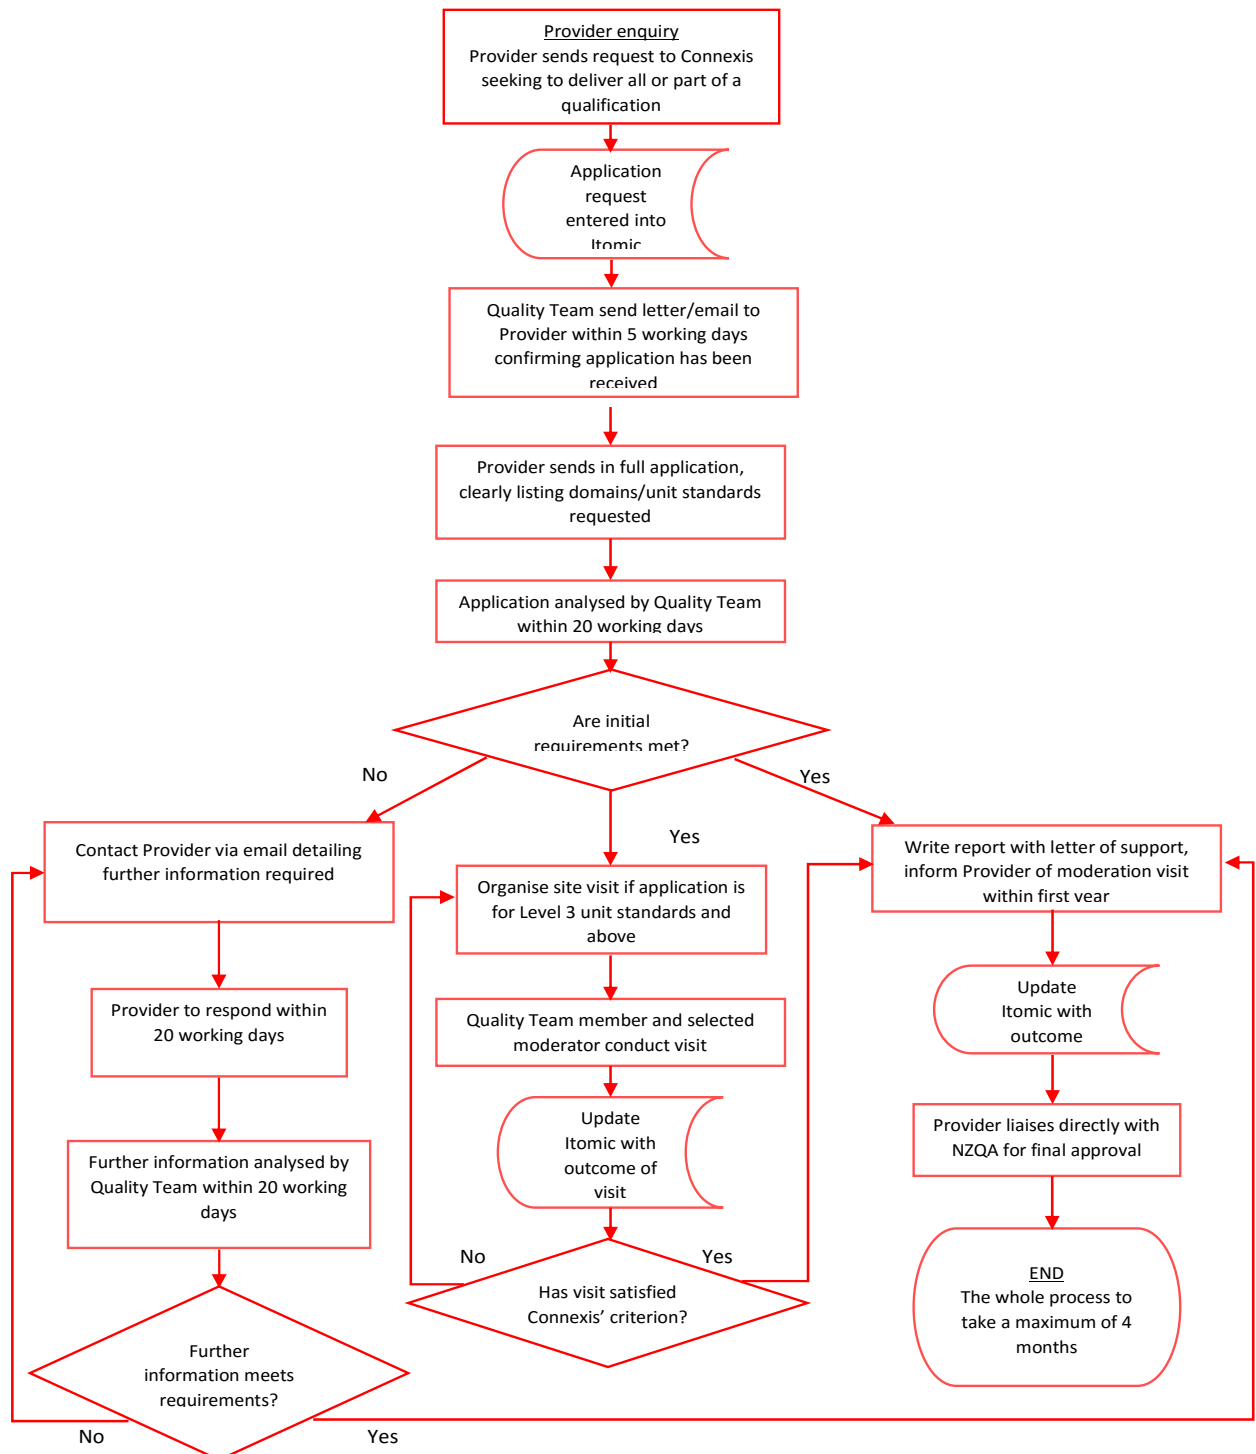 Provider enquiry
Provider sends request to Connexis
seeking to deliver all or part of a
qualification
Application
request
entered into
Itomic
Quality Team send letter/email to
Provider within 5 working days
confirming application has been
received
Provider sends in full application,
clearly listing domains/unit standards
requested
Application analysed by Quality Team
within 20 working days
Are initial
requirements met?
No
Yes
Yes
Contact Provider via email detailing
further information required
Provider to respond within
20 working days
Further information analysed by
Quality Team within 20 working
days
Further
information meets
requirements?
No
Yes
Organise site visit if application is
for Level 3 unit standards and
above
Quality Team member and selected
moderator conduct visit
Update
Itomic with
outcome of
visit
No
Yes
Has visit satisfied
Connexis’ criterion?
Write report with letter of support,
inform Provider of moderation visit
within first year
Update
Itomic with
outcome
Provider liaises directly with
NZQA for final approval
END
The whole process to
take a maximum of 4
months